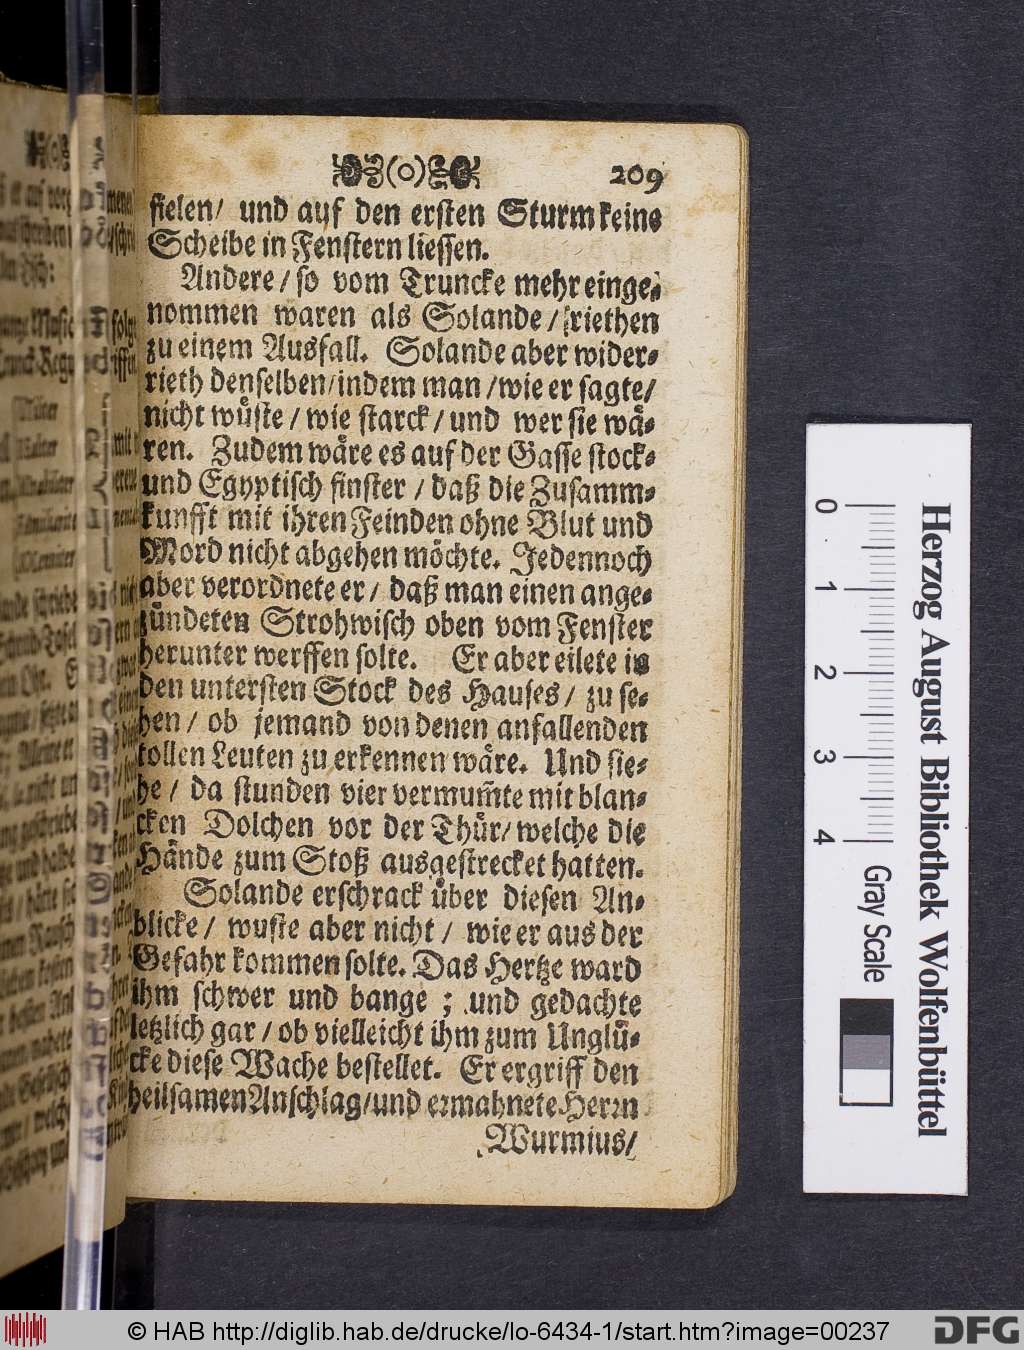 (o) 209
fielen/ und auf den ersten Sturm keine
Scheibe in Fenstern liessen.
Andere / so vom Truncke mehr einge-
nommen waren als Solande / riethen
zu einem Ausfall. Solande aber wider-
rieth denselben / indem man / wie er sagte /
nicht wüste / wie starck / und wer sie wä-
ren. Zudem wäre es auf der Gasse stock-
und Egyptisch finster / daß die Zusamm-
kunfft mit ihren Feinden ohne Blut und
Mord nicht abgehen möchte. Jedennoch
aber verordnete er / daß man einen ange-
zündeten Strohwisch oben vom Fenster
herunter werffen solte. Er aber eilete in
den untersten Stock des Hauses / zu se-
hen / ob jemand von denen anfallenden
tollen Leuten zu erkennen wäre. Und sie-
he / da stunden vier vermum̅te mit blan-
cken Dolchen vor der Thür / welche die
Hände zum Stoß ausgestrecket hatten.
Solande erschrack über diesen An-
blicke / wuste aber nicht / wie er aus der
Gefahr kommen solte. Das Hertze ward
ihm schwer und bange ; und gedachte
letzlich gar / ob vielleicht ihm zum Unglü-
cke diese Wache bestellet. Er ergriff den
heilsamen Anschlag / und ermahnete Herrn
Wurmius /
Herzog August Bibliothek Wolfenbüttel
0 1 2 3 4
Gray Scale
© HAB http://diglib.hab.de/drucke/lo-6434-1/start.htm?image=00237
DFG